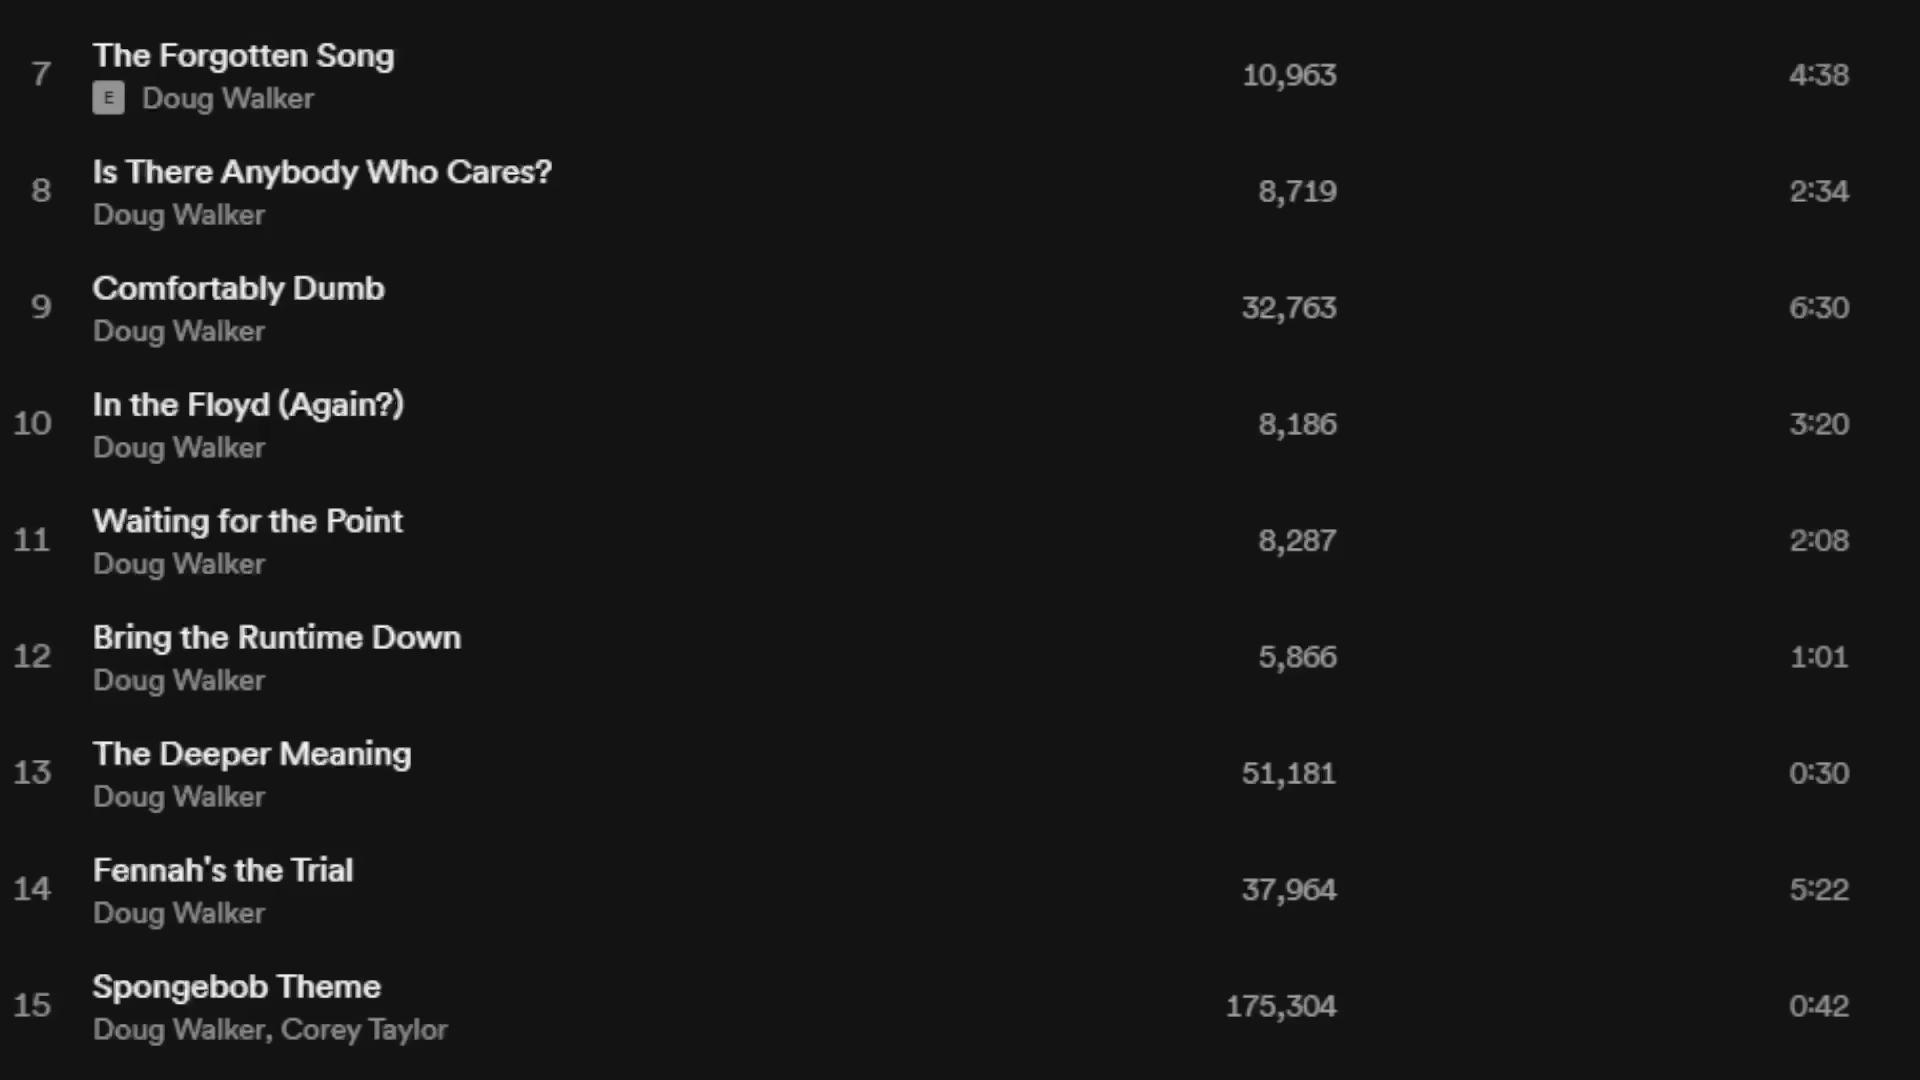 7
The Forgotten Song
E Doug Walker
10,963
4:38
8
Is There Anybody Who Cares?
Doug Walker
8,719
2:34
9
Comfortably Dumb
Doug Walker
32,763
6:30
10
In the Floyd (Again?)
Doug Walker
8,186
3:20
11
Waiting for the Point
Doug Walker
8,287
2:08
12
Bring the Runtime Down
Doug Walker
5,866
1:01
13
The Deeper Meaning
Doug Walker
51,181
0:30
14
Fennah's the Trial
Doug Walker
37,964
5:22
15
Spongebob Theme
Doug Walker, Corey Taylor
175,304
0:42